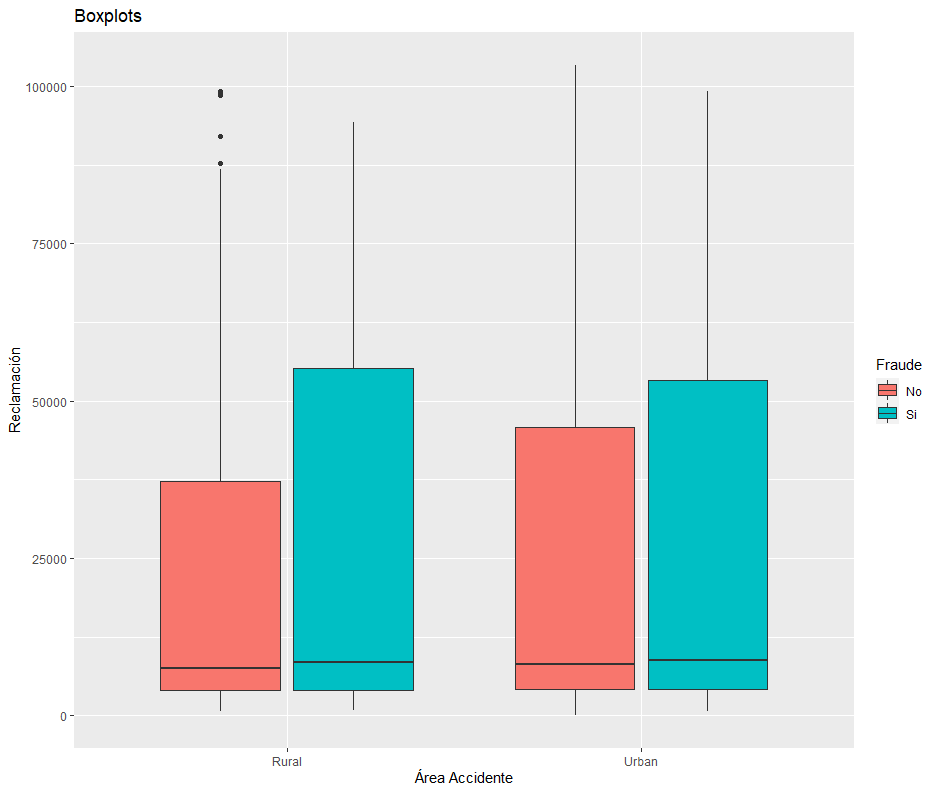 Boxplots
Reclamación
100000
75000
50000
25000
0
Rural
Urban
Área Accidente
Fraude
No
Si